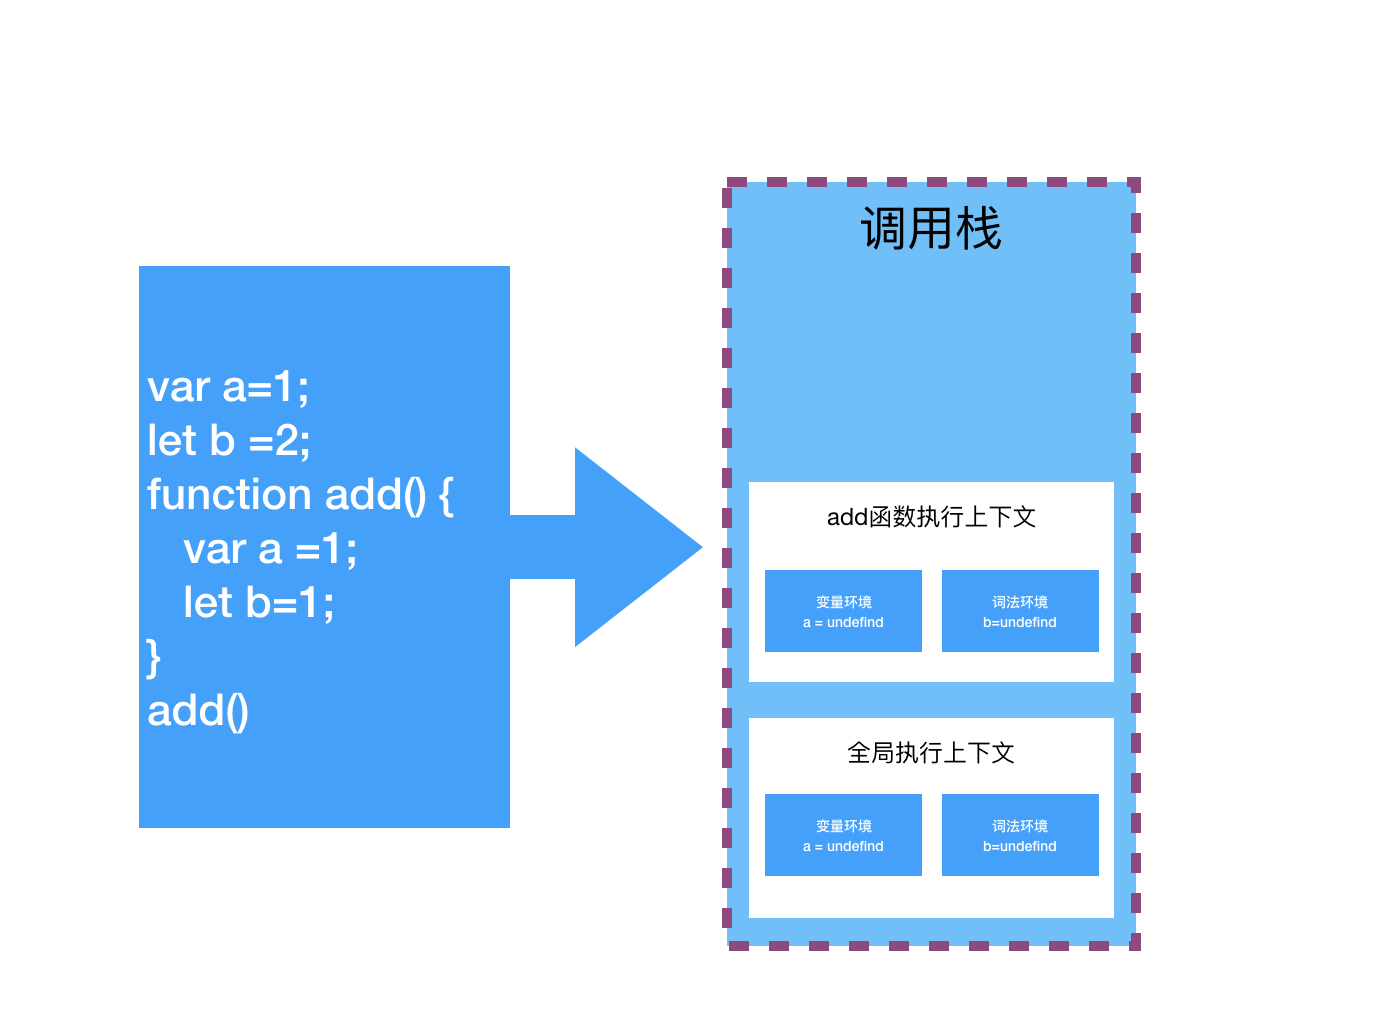 var a=1;
let b =2;
function add() {
var a =1;
let b=1;
}
add()
调用栈
add函数执行上下文
变量环境
a = undefind
词法环境
b=undefind
全局执行上下文
变量环境
a = undefind
词法环境
b=undefind